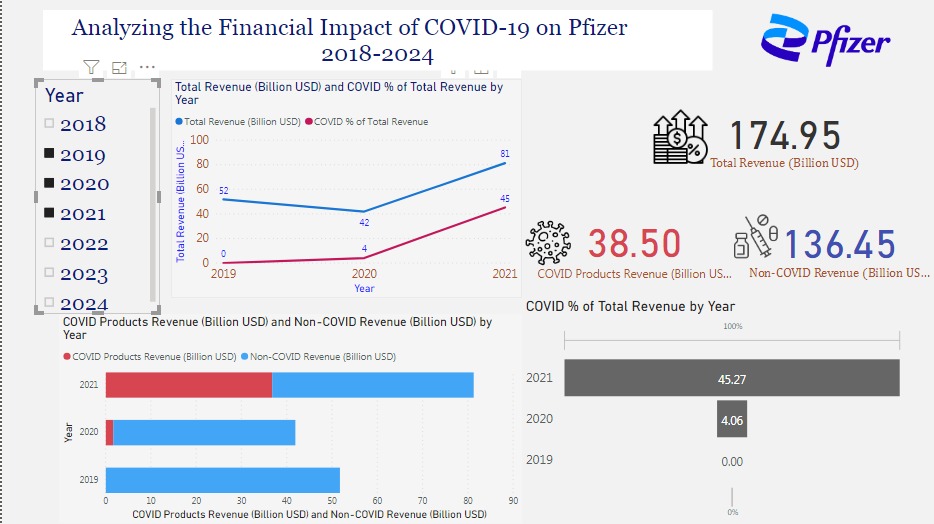 Analyzing the Financial Impact of COVID-19 on Pfizer
2018-2024
Pfizer
Year
2018
2019
2020
2021
2022
2023
2024
Total Revenue (Billion USD) and COVID % of Total Revenue by
Year
Total Revenue (Billion USD) COVID % of Total Revenue
Total Revenue (Billion US...
100
80
60
40
20
0
52
42
81
0
4
45
2019 2020 2021
Year
174.95
Total Revenue (Billion USD)
38.50
COVID Products Revenue (Billion US...
136.45
Non-COVID Revenue (Billion US...
COVID Products Revenue (Billion USD) and Non-COVID Revenue (Billion USD) by
Year
COVID Products Revenue (Billion USD) Non-COVID Revenue (Billion USD)
Year
2021
2020
2019
0 10 20 30 40 50 60 70 80 90
COVID Products Revenue (Billion USD) and Non-COVID Revenue (Billion USD)
COVID % of Total Revenue by Year
100%
2021 45.27
2020 4.06
2019 0.00
0%